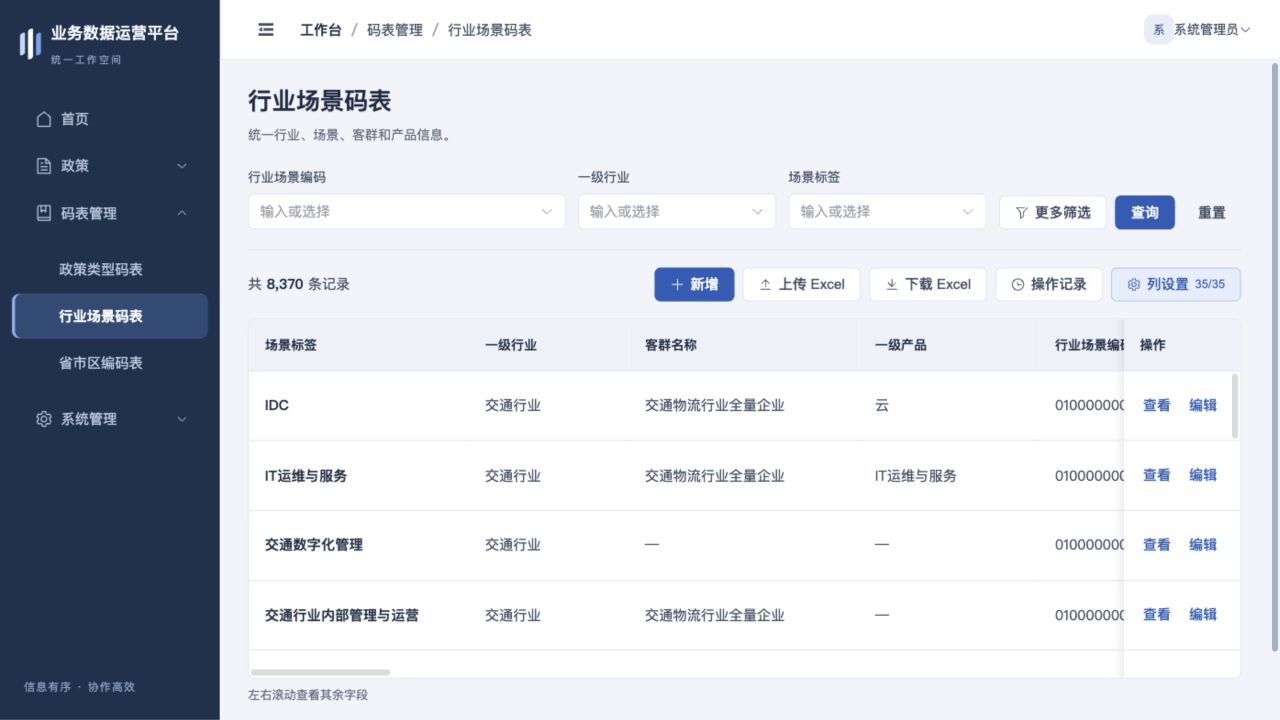 业务数据运营平台
统一工作空间
首页
政策
码表管理
政策类型码表
行业场景码表
省市区编码表
系统管理
信息有序 · 协作高效
工作台 / 码表管理 / 行业场景码表
系 系统管理员
行业场景码表
统一行业、场景、客群和产品信息。
行业场景编码 一级行业 场景标签
输入或选择 输入或选择 输入或选择 更多筛选 查询 重置
共 8,370 条记录 新增 上传 Excel 下载 Excel 操作记录 列设置 35/35
场景标签 一级行业 客群名称 一级产品 行业场景编 操作
IDC 交通行业 交通物流行业全量企业 云 010000000 查看 编辑
IT运维与服务 交通行业 交通物流行业全量企业 IT运维与服务 010000000 查看 编辑
交通数字化管理 交通行业 — — 010000000 查看 编辑
交通行业内部管理与运营 交通行业 交通物流行业全量企业 — 010000000 查看 编辑
左右滚动查看其余字段